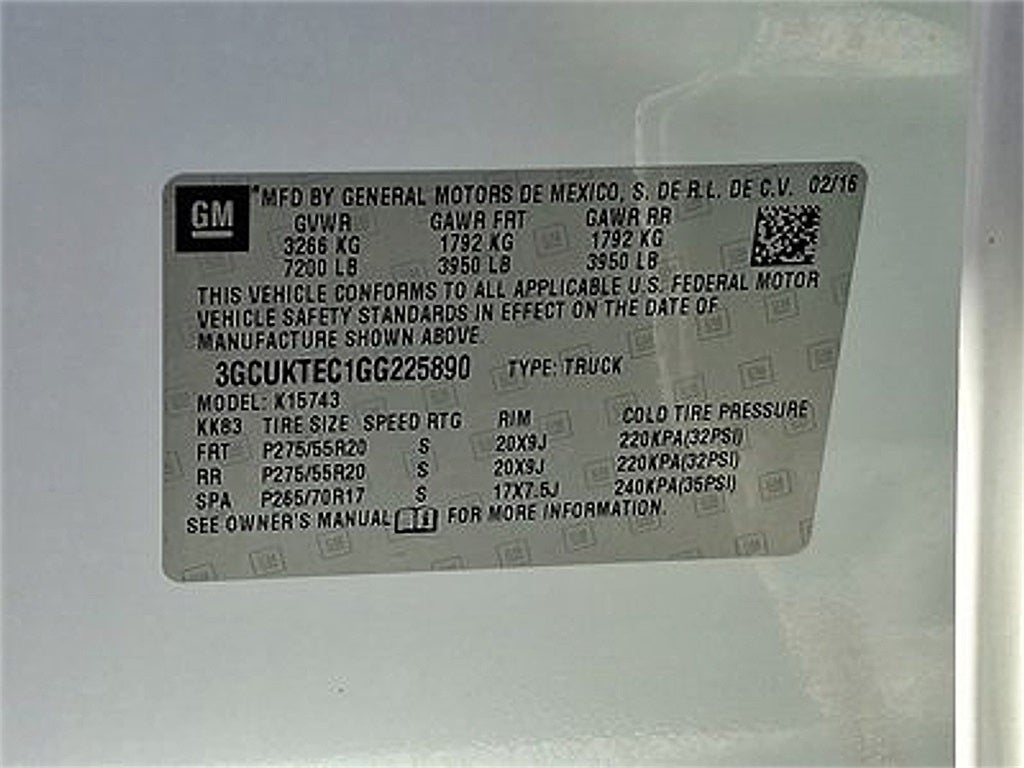 GM
MFD BY GENERAL MOTORS DE MEXICO, S. DE R.L. DE C.V. 02/16
GVWR GAWR FRT GAWR RR
3266 KG 1792 KG 1792 KG
7200 LB 3950 LB 3950 LB
THIS VEHICLE CONFORMS TO ALL APPLICABLE U.S. FEDERAL MOTOR
VEHICLE SAFETY STANDARDS IN EFFECT ON THE DATE OF
MANUFACTURE SHOWN ABOVE.
3GCUKTEC1GG225890 TYPE: TRUCK
MODEL: K15743
KK83 TIRE SIZE SPEED RTG RIM COLD TIRE PRESSURE
FRT P275/55R20 S 20X9J 220KPA(32PSI)
RR P275/55R20 S 20X9J 220KPA(32PSI)
SPA P265/70R17 S 17X7.5J 240KPA(35PSI)
SEE OWNER'S MANUAL FOR MORE INFORMATION.